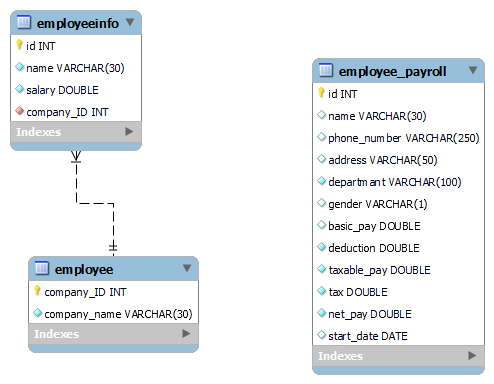 employeeinfo
id INT
name VARCHAR(30)
salary DOUBLE
company_ID INT
Indexes
employee
company_ID INT
company_name VARCHAR(30)
Indexes
employee_payroll
id INT
name VARCHAR(30)
phone_number VARCHAR(250)
address VARCHAR(50)
departmant VARCHAR(100)
gender VARCHAR(1)
basic_pay DOUBLE
deduction DOUBLE
taxable_pay DOUBLE
tax DOUBLE
net_pay DOUBLE
start_date DATE
Indexes